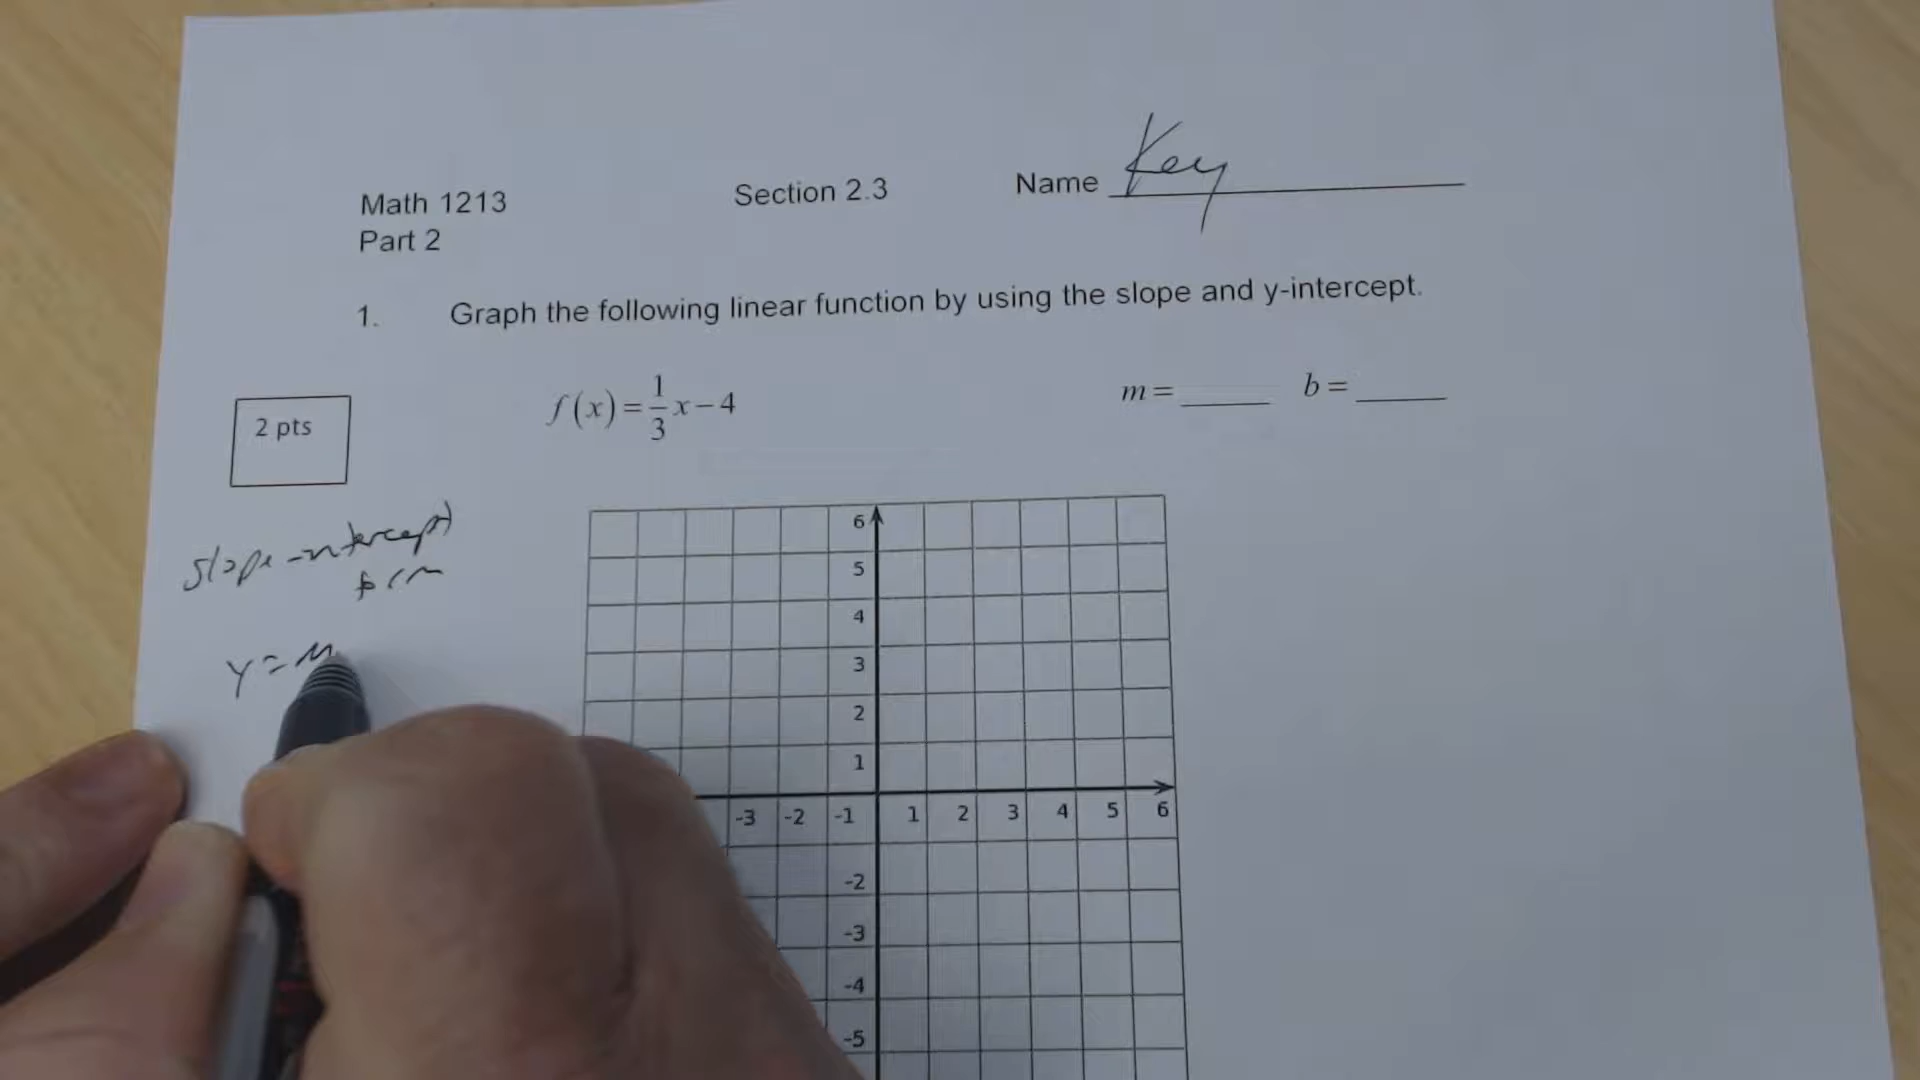 Math 1213 Section 2.3 Name Key
Part 2
1. Graph the following linear function by using the slope and y-intercept.
f(x)=1/3x-4 m=____ b=____
2 pts
slope-intercept
form
y=m
6
5
4
3
2
1
-3 -2 -1 1 2 3 4 5 6
-2
-3
-4
-5